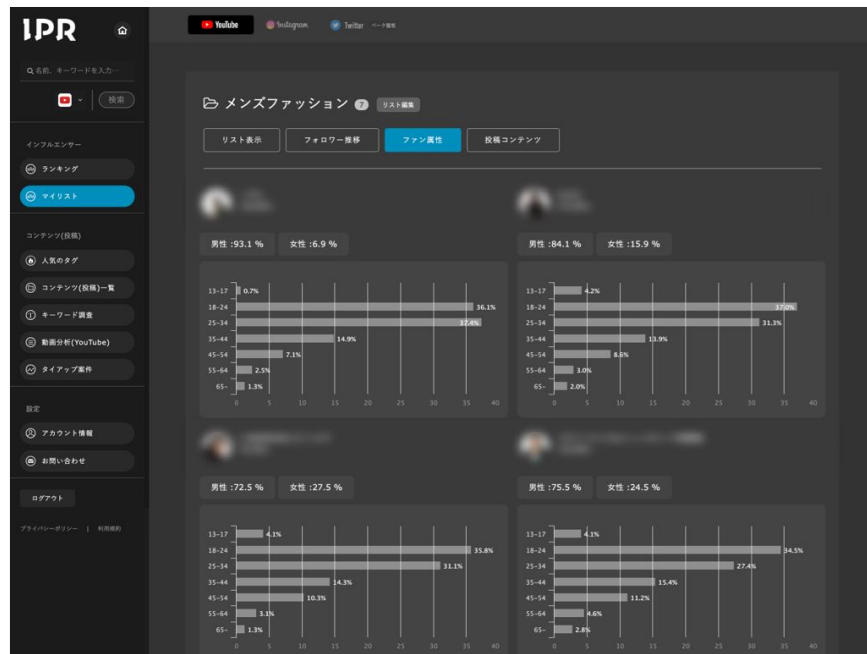 IPR
名前、キーワードを入力…
検索
インフルエンサー
ランキング
マイリスト
コンテンツ(投稿)
人気のタグ
コンテンツ(投稿)一覧
キーワード調査
動画分析(YouTube)
タイアップ案件
設定
アカウント情報
お問い合わせ
ログアウト
プライバシーポリシー | 利用規約
YouTube Instagram Twitter
メンズファッション 7 リスト編集
リスト表示 フォロワー推移 ファン属性 投稿コンテンツ
男性 :93.1 % 女性 :6.9 %
13-17 0.7%
18-24 36.1%
25-34 37.4%
35-44 14.9%
45-54 7.1%
55-64 2.5%
65- 1.3%
0 5 10 15 20 25 30 35 40
男性 :84.1 % 女性 :15.9 %
13-17 4.2%
18-24 37.0%
25-34 31.3%
35-44 13.9%
45-54 8.6%
55-64 3.0%
65- 2.0%
0 5 10 15 20 25 30 35 40
男性 :72.5 % 女性 :27.5 %
13-17 4.1%
18-24 35.8%
25-34 31.1%
35-44 14.3%
45-54 10.3%
55-64 3.1%
65- 1.3%
0 5 10 15 20 25 30 35 40
男性 :75.5 % 女性 :24.5 %
13-17 4.1%
18-24 34.5%
25-34 27.4%
35-44 15.4%
45-54 11.2%
55-64 4.6%
65- 2.8%
0 5 10 15 20 25 30 35 40